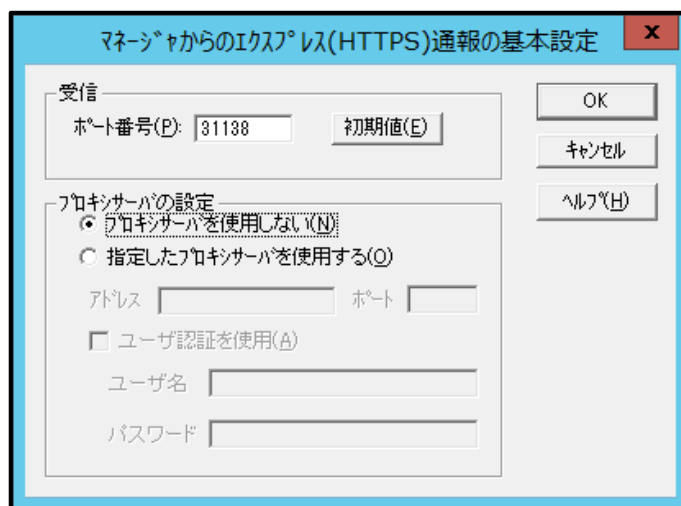 マネージャからのエクスプレス(HTTPS)通報の基本設定
x
受信
ポート番号(P): 31138 初期値(E)
OK
キャンセル
ヘルプ(H)
プロキシサーバの設定
プロキシサーバを使用しない(N)
指定したプロキシサーバを使用する(O)
アドレス ポート
ユーザ認証を使用(A)
ユーザ名
パスワード